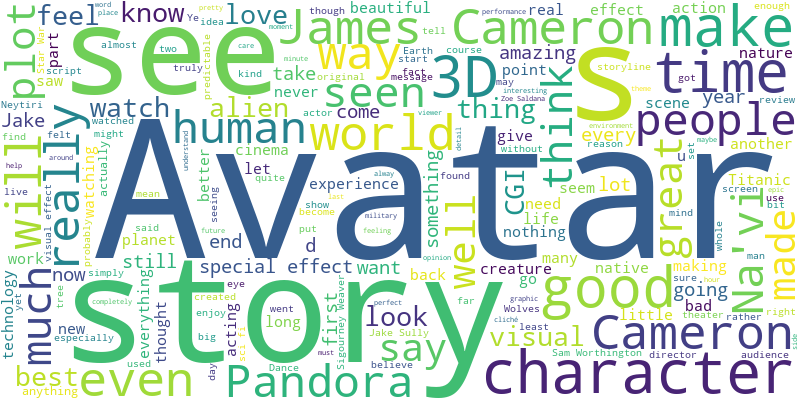 Avatar
story
see
s
3D
James Cameron
make
time
people
good
character
Cameron
Pandora
even
really
human
world
seen
way
think
great
Na'vi
made
well
will
plot
feel
know
love
much
best
say
look
visual
CGI
alien
watch
thing
something
every
first
now
still
end
d
special effect
want
experience
let
cinema
take
never
come
beautiful
real
effect
action
amazing
nature
point
scene
year
review
another
u
give
without
reason
seem
lot
need
life
nothing
creature
go
many
native
making
going
sure
bad
theater
little
rather
right
audience
director
Sam Worthington
least
cliché
graphic
Wolves
back
far
opinion
perfect
Jake Sully
believe
must
Sigourney Weaver
sci fi
acting
long
went
Dance
day
big
enjoy
created
eye
thought
everything
used
new
especially
anything
technology
yet
tree
simply
completely
work
planet
said
mean
probably
watching
might
actually
better
quite
seeing
show
become
put
military
feeling
future
last
understand
found
always
actor
Zoe Saldana
interesting
may
viewer
detail
message
fact
original
start
Earth
course
tell
moment
performance
though
Ye
idea
pretty
place
word
enough
part
two
kind
care
truly
predictable
script
almost
Star War
saw
Jake
Neytiri
find
felt
watched
around
live
help
visual effect
storyline
got
theme
environment
maybe
set
Titanic
screen
use
bit
mind
man
whole
epic
hour
side
minute